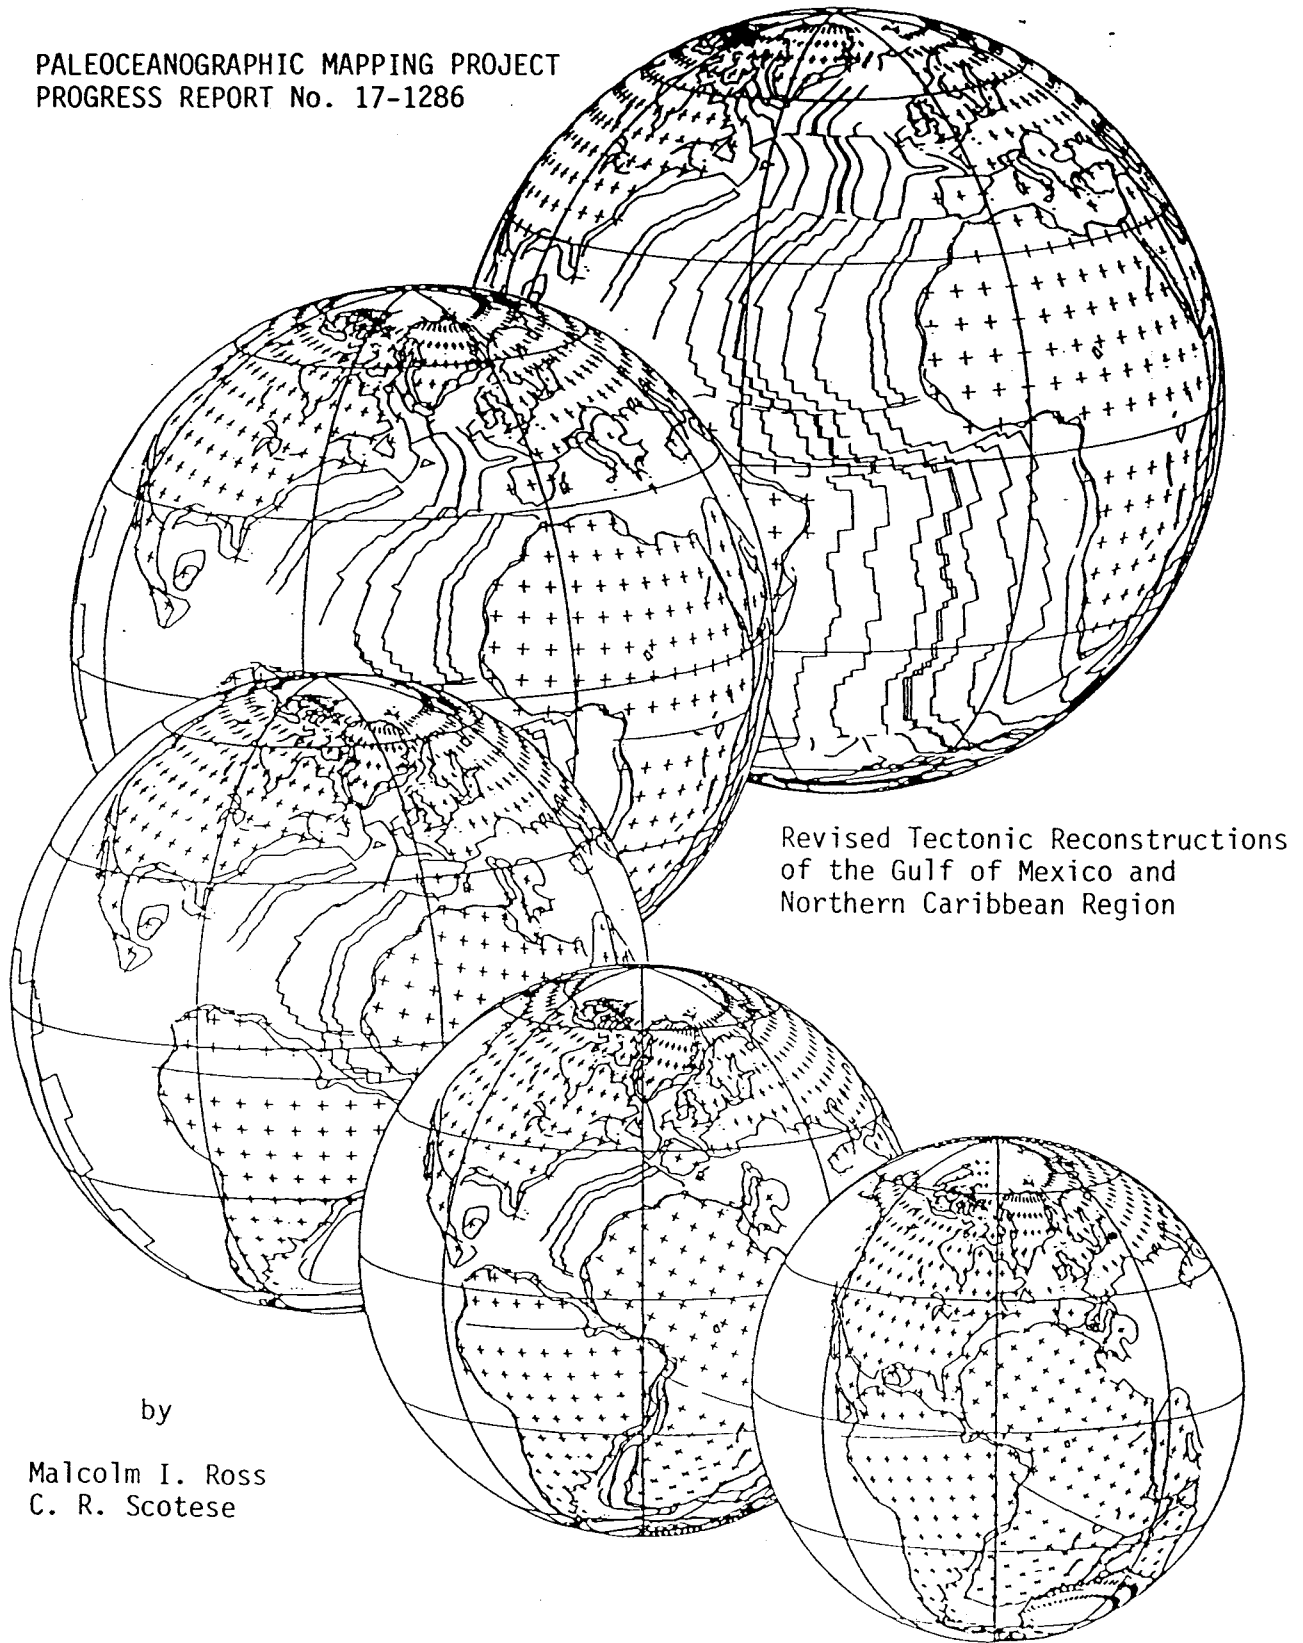 PALEOCEANOGRAPHIC MAPPING PROJECT
PROGRESS REPORT No. 17-1286
Revised Tectonic Reconstructions
of the Gulf of Mexico and
Northern Caribbean Region
by
Malcolm I. Ross
C. R. Scotese